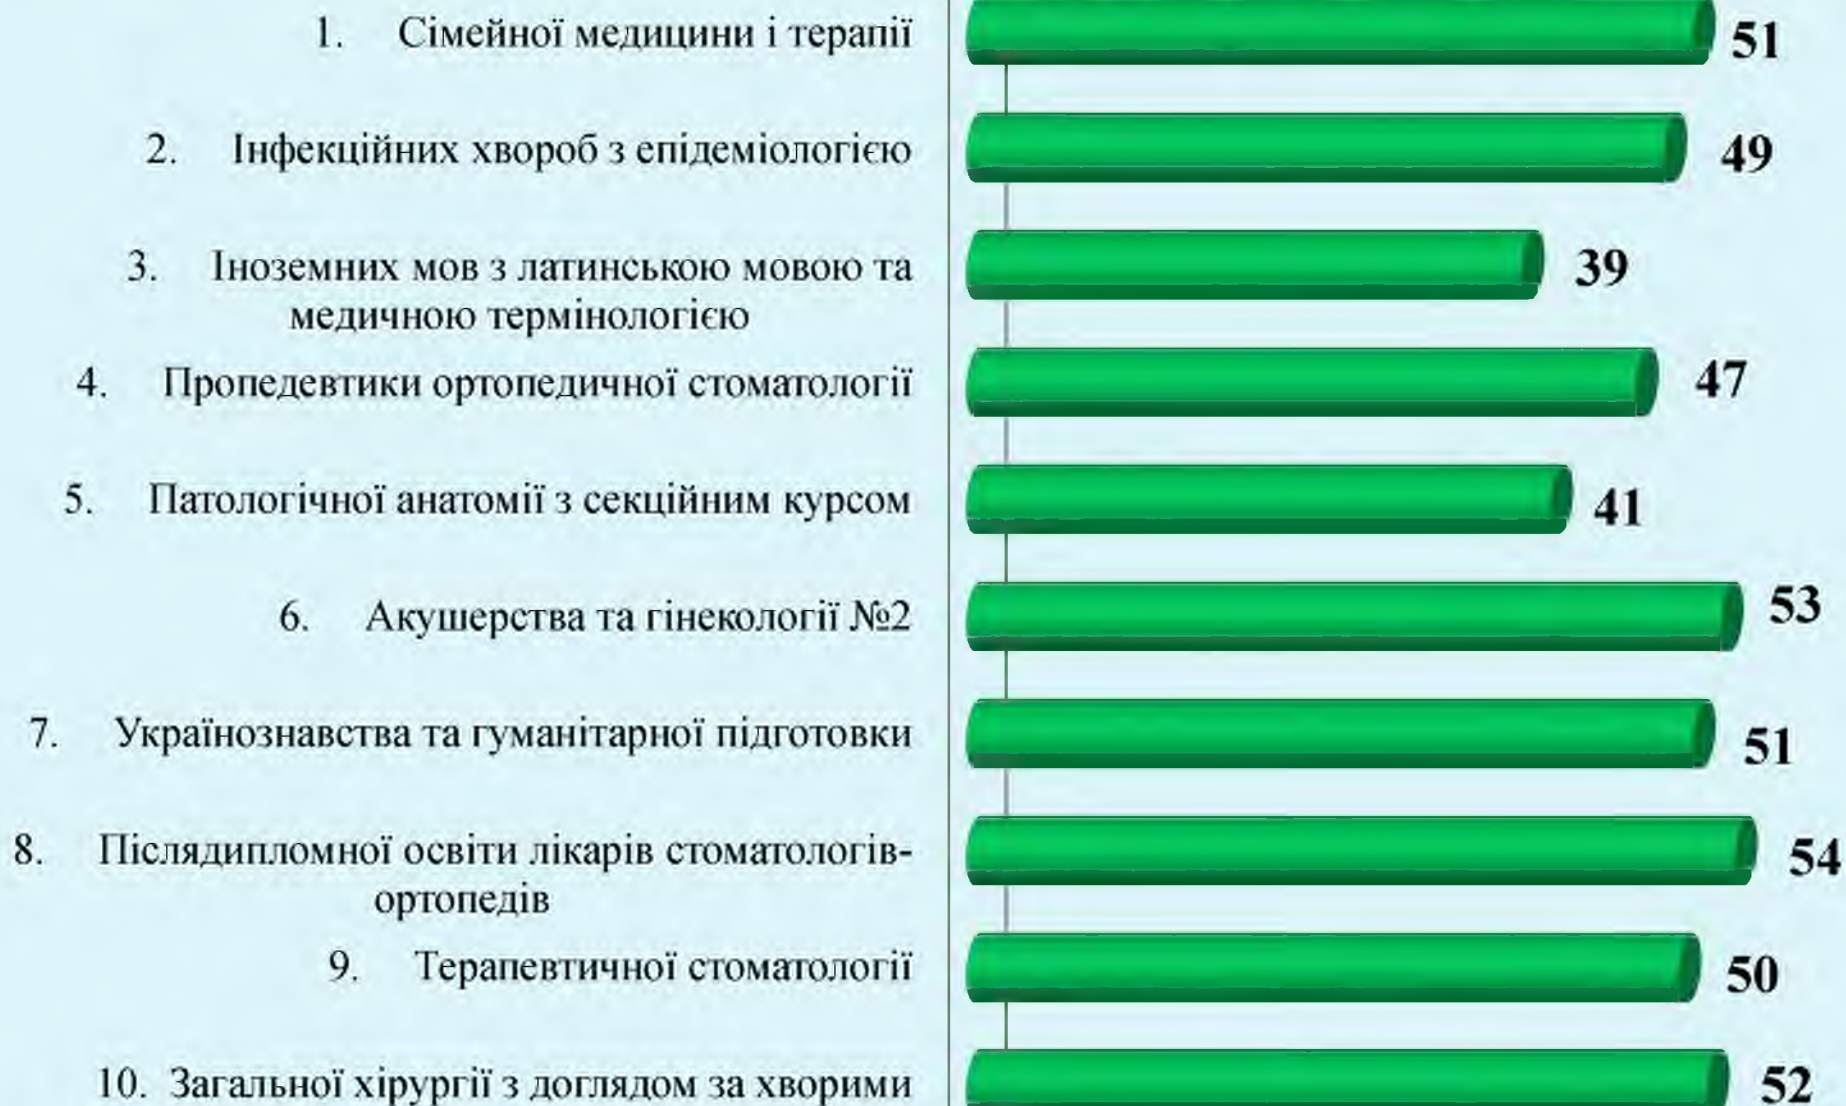 1. Сімейної медицини і терапії 51
2. Інфекційних хвороб з епідеміологією 49
3. Іноземних мов з латинською мовою та 39
медичною термінологією
4. Пропедевтики ортопедичної стоматології 47
5. Патологічної анатомії з секційним курсом 41
6. Акушерства та гінекології №2 53
7. Українознавства та гуманітарної підготовки 51
8. Післядипломної освіти лікарів стоматологів- 54
ортопедів
9. Терапевтичної стоматології 50
10. Загальної хірургії з доглядом за хворими 52